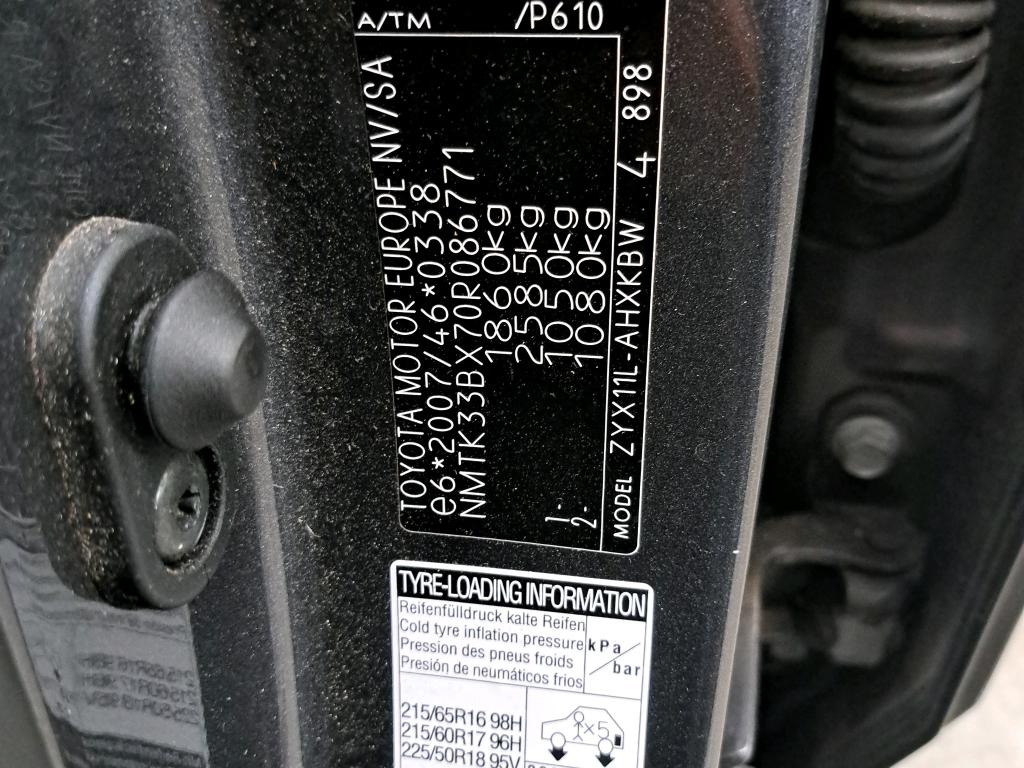 TOYOTA MOTOR EUROPE NV/SA
e6*2007/46*0338
NMTK33BX70R086771
1860kg
2585kg
1- 1050kg
2- 1080kg
MODEL ZYX11L-AHXKBW 4 898
A/TM /P610
TYRE-LOADING INFORMATION
Reifenfülldruck kalte Reifen
Cold tyre inflation pressure
Pression des pneus froids
Presión de neumáticos frios
kPa/bar
215/65R16 98H
215/60R17 96H
225/50R18 95V
x5